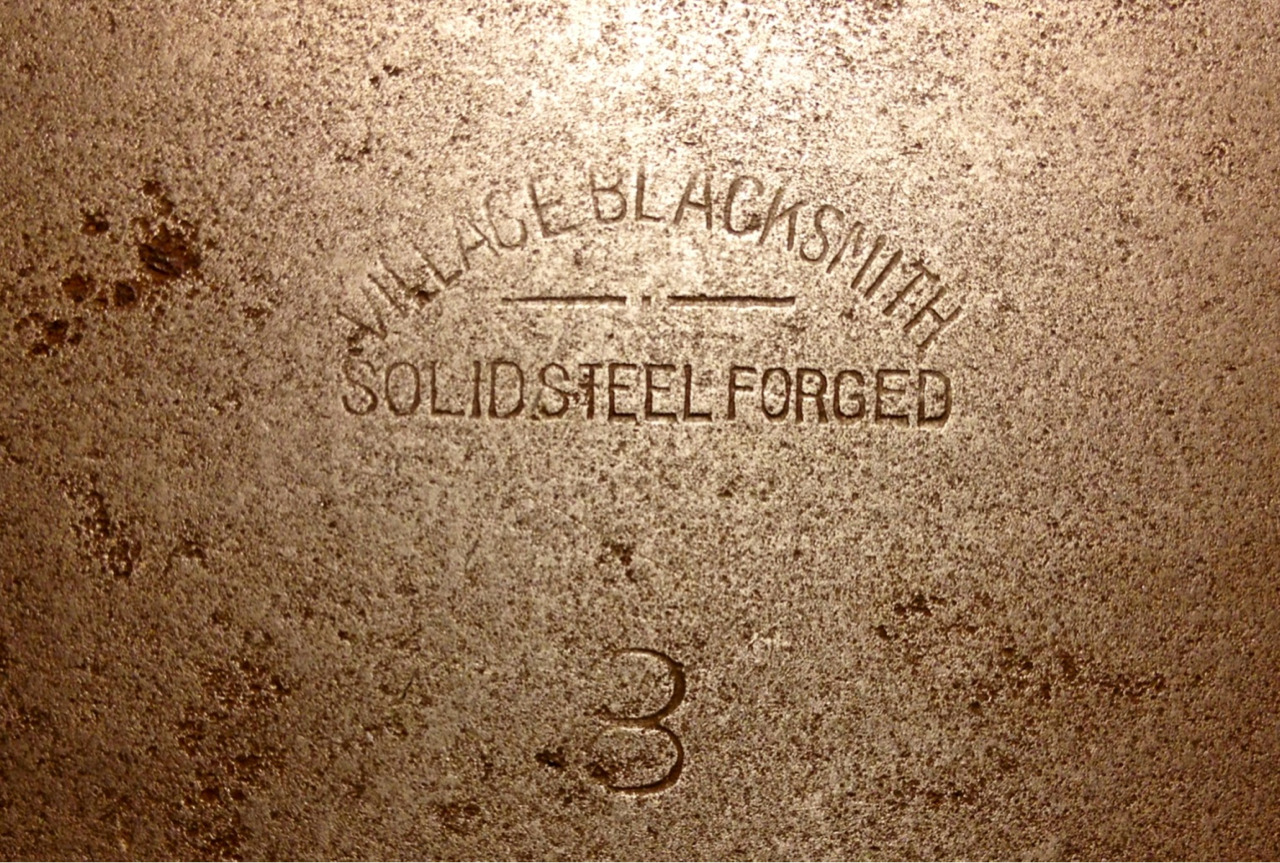 VILLAGE BLACKSMITH
SOLID STEEL FORGED
3